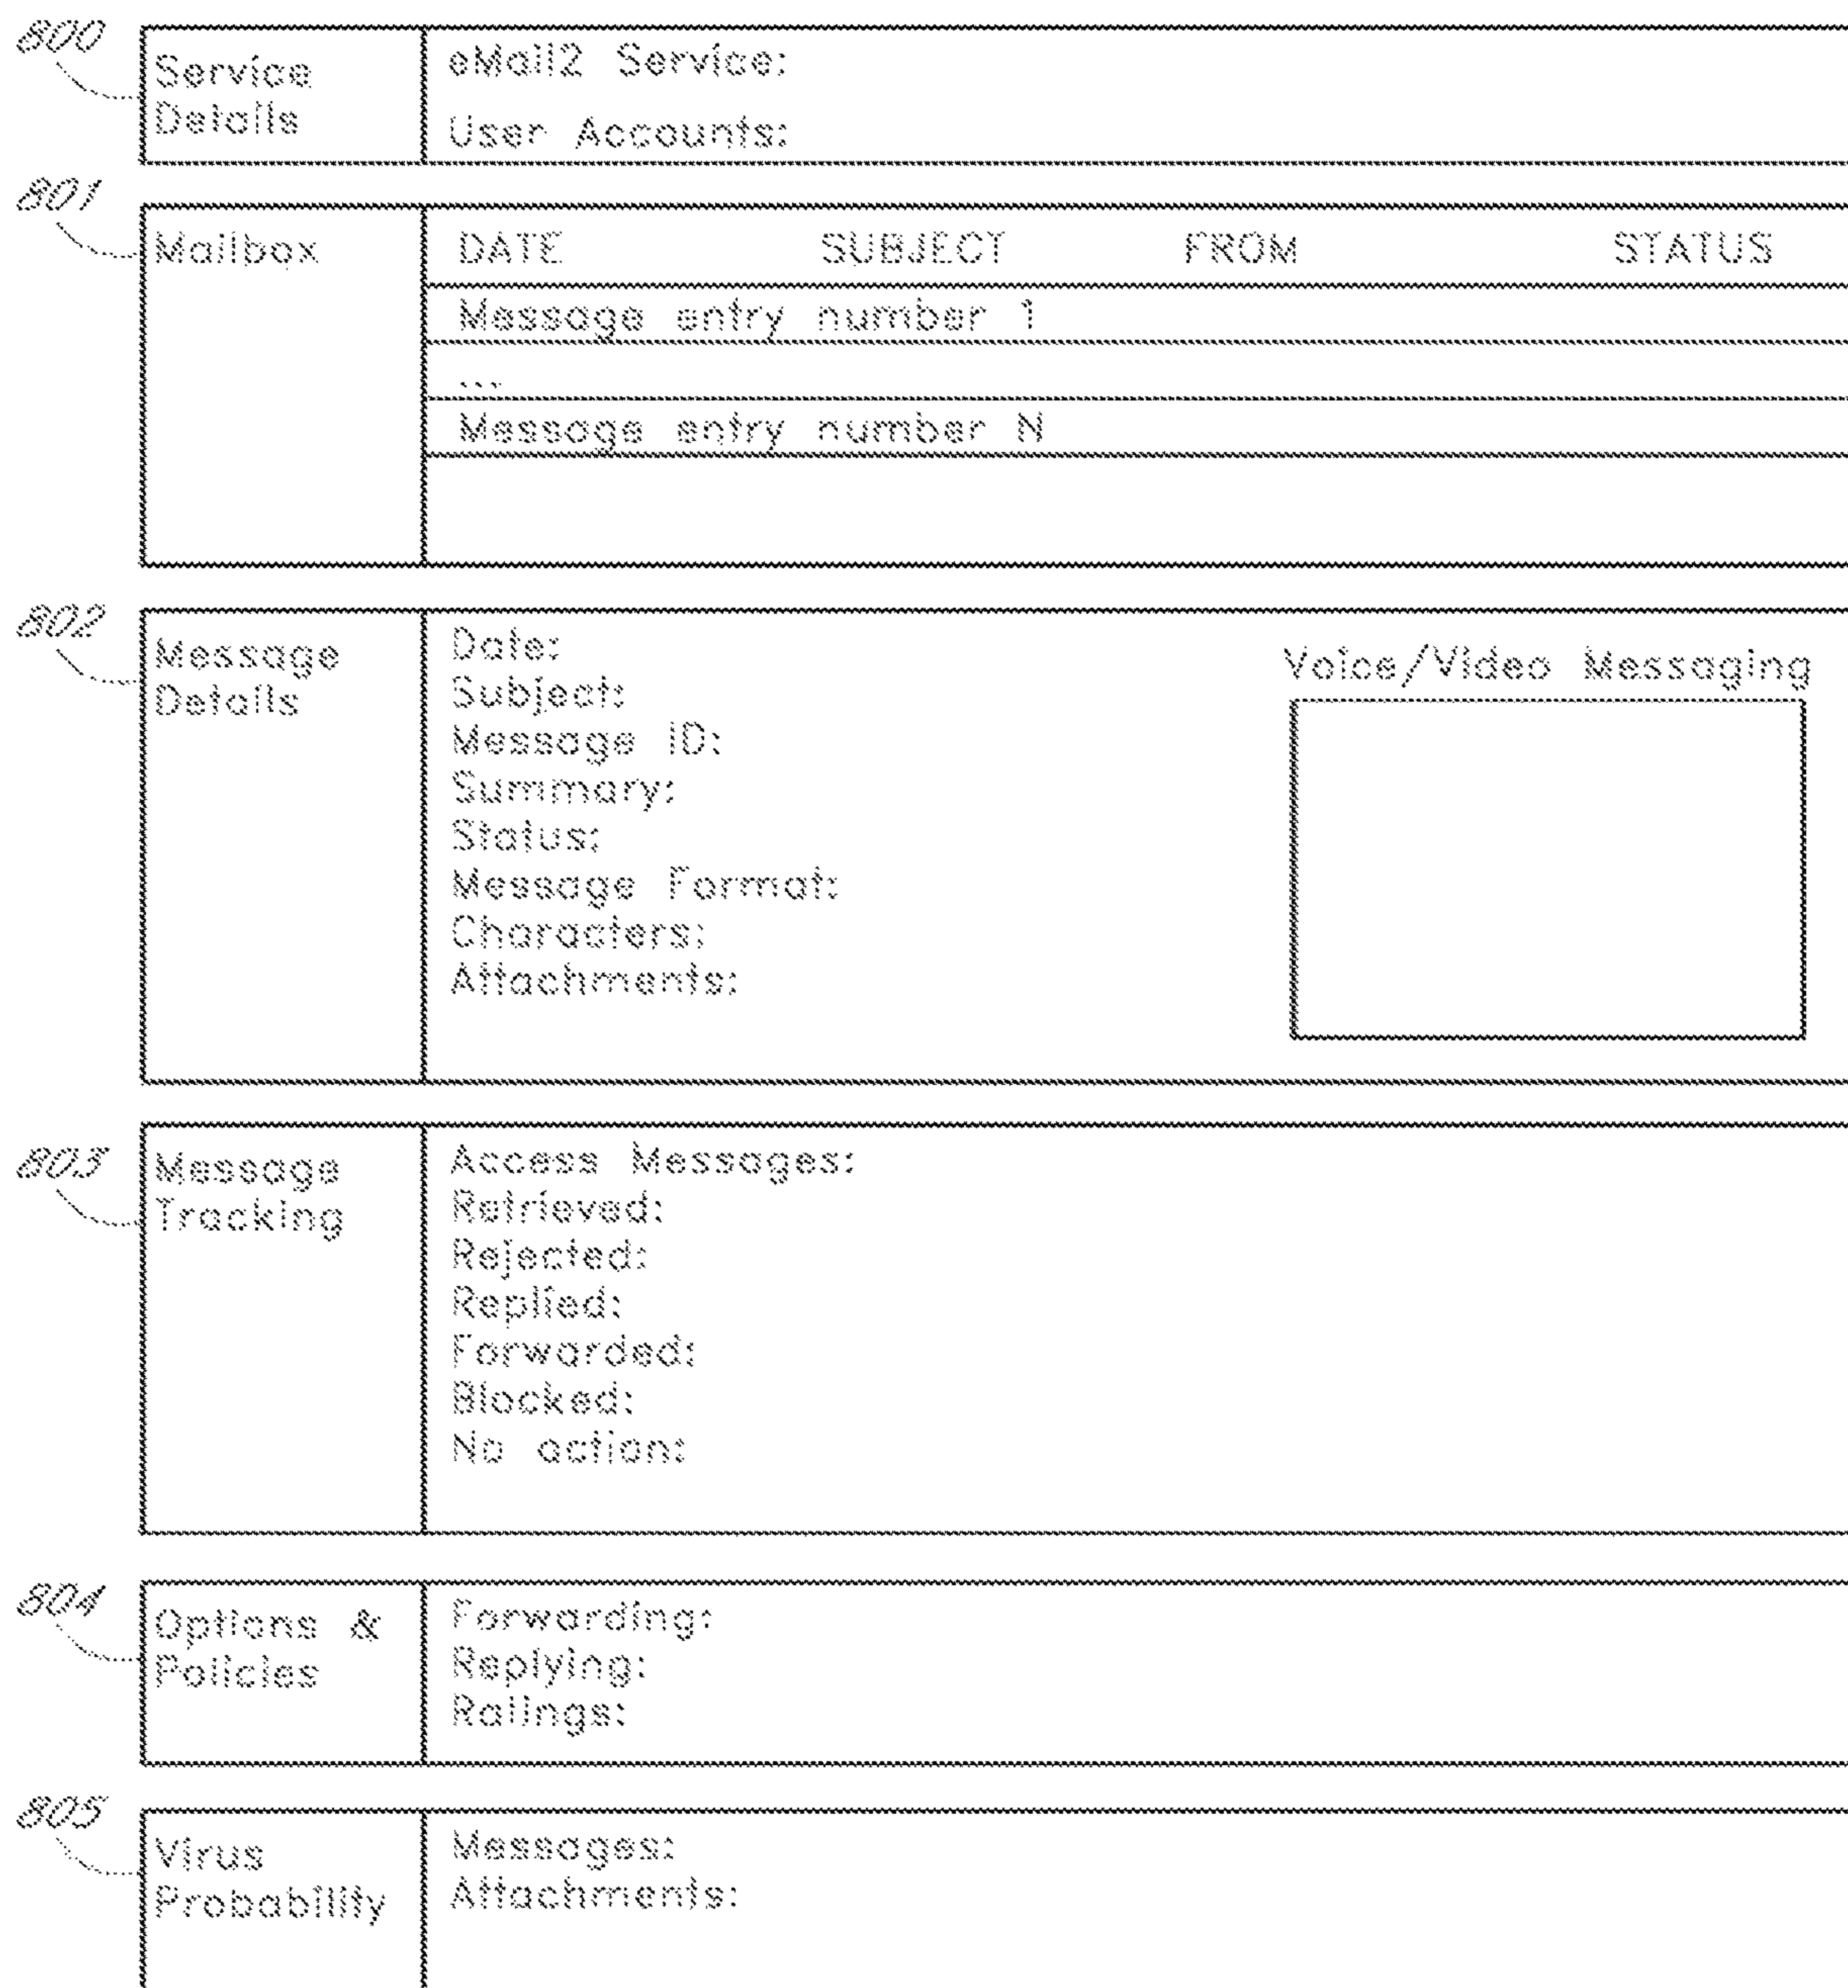 800
Service
Details
eMail2 Service:
User Accounts:
801
Mailbox
DATE SUBJECT FROM STATUS
Message entry number 1
...
Message entry number N
802
Message
Details
Date:
Subject:
Message ID:
Summary:
Status:
Message Format:
Characters:
Attachments:
Voice/Video Messaging
803
Message
Tracking
Access Messages:
Retrieved:
Rejected:
Replied:
Forwarded:
Blocked:
No action:
804
Options &
Policies
Forwarding:
Replying:
Ratings:
805
Virus
Probability
Messages:
Attachments: